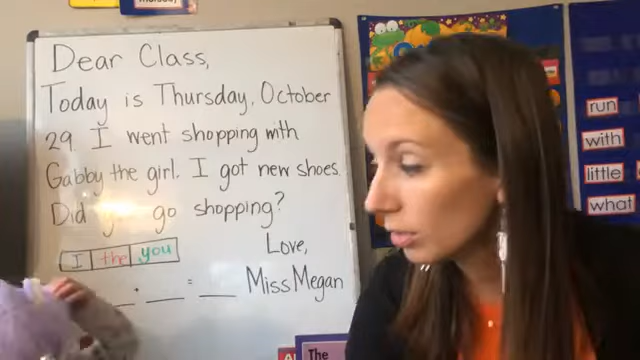 Dear Class,
Today is Thursday, October
29. I went shopping with
Gabby the girl. I got new shoes.
Did go shopping?
Love,
I the you
Miss Megan
+ =
run
with
little
what
The